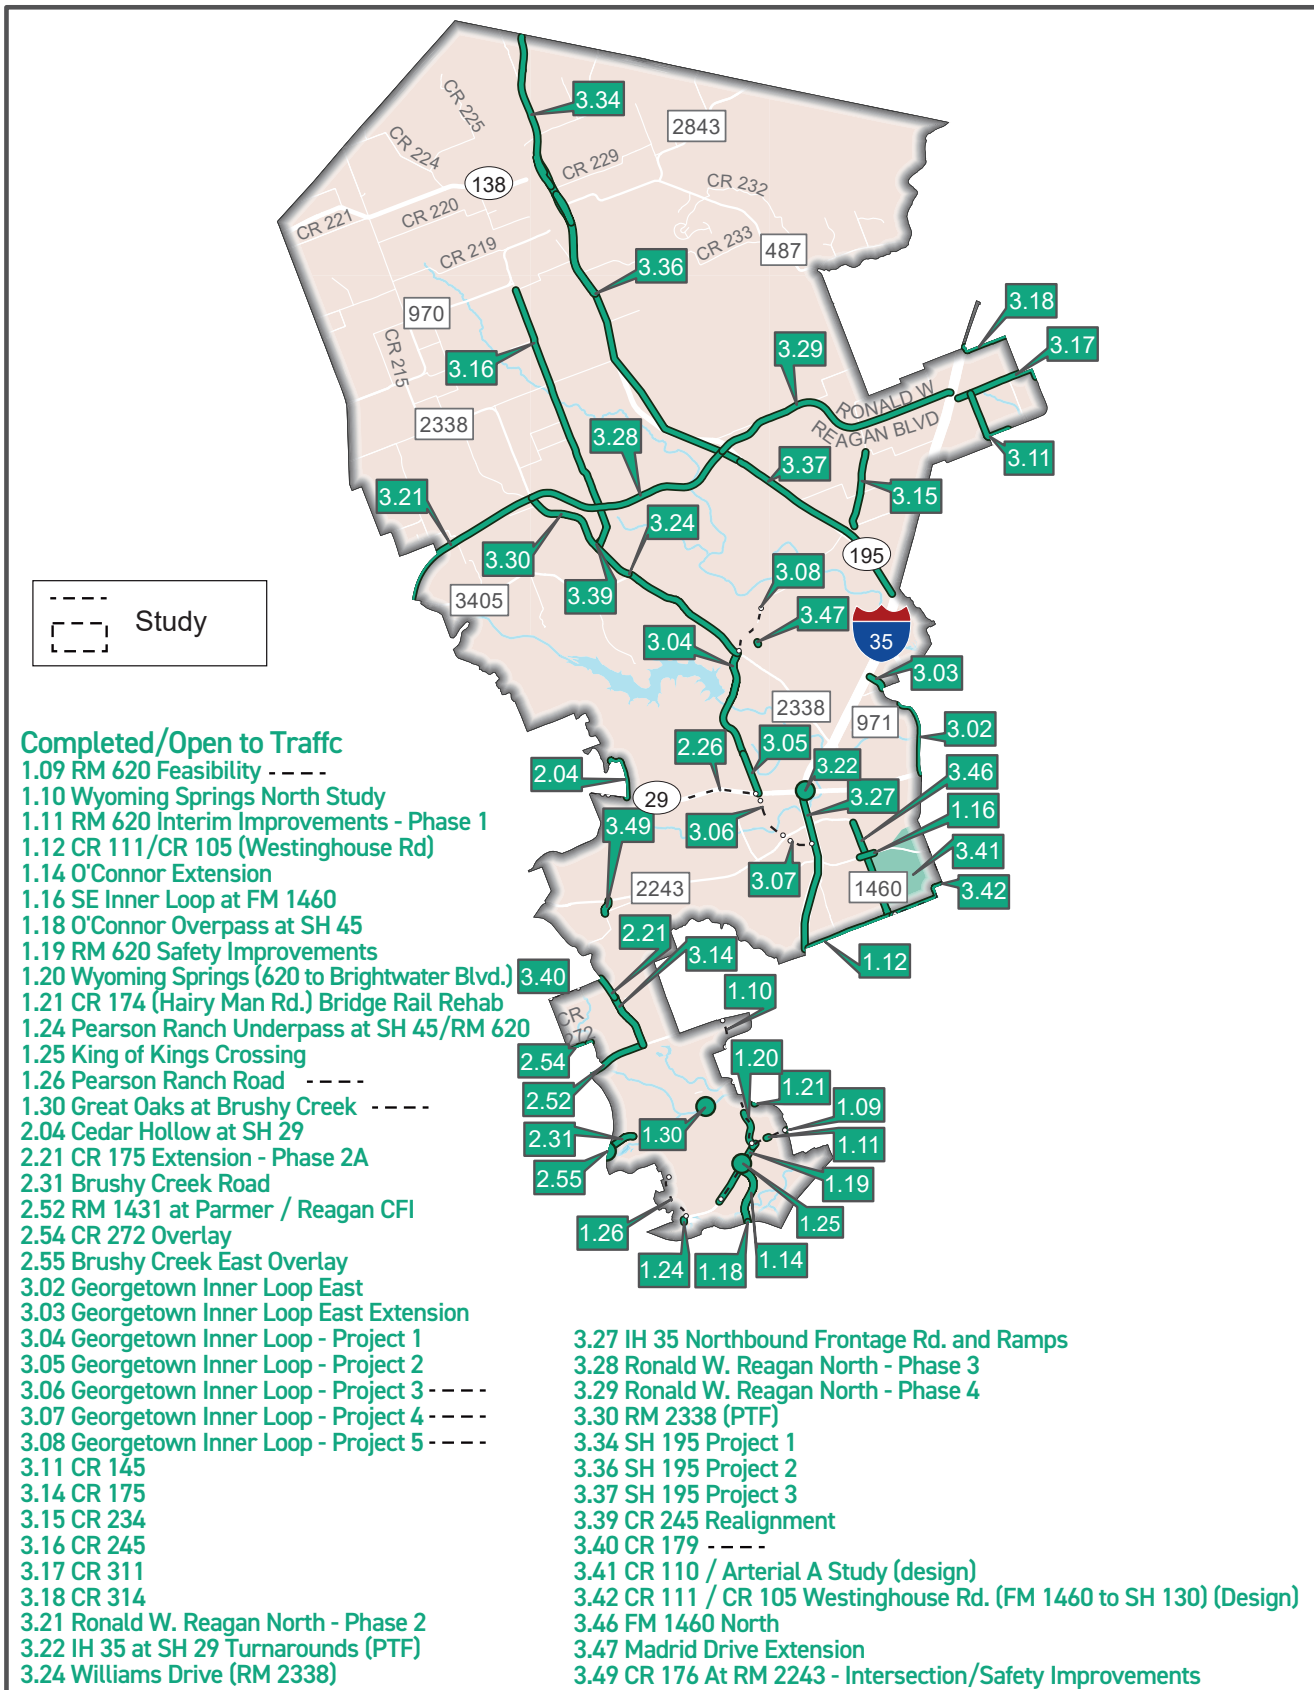 3.34
2843
CR 225
CR 224
CR 229
138
CR 232
CR 221
CR 220
CR 219
CR 233
487
3.36
970
3.18
3.29
3.17
3.16
CR 215
RONALD W
REAGAN BLVD
2338
3.28
3.11
3.37
3.21
3.15
3.24
3.30
195
3.39
3.08
3405
Study
3.47
35
3.04
3.03
2338
971
3.02
2.26
3.05
2.04
3.22
3.46
29
3.27
1.16
3.49
3.06
3.41
3.07
2243
1460
3.42
2.21
3.14
1.12
3.40
1.10
CR
272
2.54
1.20
1.21
2.52
1.09
2.31
1.30
1.11
2.55
1.19
1.26
1.25
1.24
1.18
1.14
Completed/Open to Traffc
1.09 RM 620 Feasibility ----
1.10 Wyoming Springs North Study
1.11 RM 620 Interim Improvements - Phase 1
1.12 CR 111/CR 105 (Westinghouse Rd)
1.14 O'Connor Extension
1.16 SE Inner Loop at FM 1460
1.18 O'Connor Overpass at SH 45
1.19 RM 620 Safety Improvements
1.20 Wyoming Springs (620 to Brightwater Blvd.)
1.21 CR 174 (Hairy Man Rd.) Bridge Rail Rehab
1.24 Pearson Ranch Underpass at SH 45/RM 620
1.25 King of Kings Crossing
1.26 Pearson Ranch Road ----
1.30 Great Oaks at Brushy Creek ----
2.04 Cedar Hollow at SH 29
2.21 CR 175 Extension - Phase 2A
2.31 Brushy Creek Road
2.52 RM 1431 at Parmer / Reagan CFI
2.54 CR 272 Overlay
2.55 Brushy Creek East Overlay
3.02 Georgetown Inner Loop East
3.03 Georgetown Inner Loop East Extension
3.04 Georgetown Inner Loop - Project 1
3.05 Georgetown Inner Loop - Project 2
3.06 Georgetown Inner Loop - Project 3 ----
3.07 Georgetown Inner Loop - Project 4 ----
3.08 Georgetown Inner Loop - Project 5 ----
3.11 CR 145
3.14 CR 175
3.15 CR 234
3.16 CR 245
3.17 CR 311
3.18 CR 314
3.21 Ronald W. Reagan North - Phase 2
3.22 IH 35 at SH 29 Turnarounds (PTF)
3.24 Williams Drive (RM 2338)
3.27 IH 35 Northbound Frontage Rd. and Ramps
3.28 Ronald W. Reagan North - Phase 3
3.29 Ronald W. Reagan North - Phase 4
3.30 RM 2338 (PTF)
3.34 SH 195 Project 1
3.36 SH 195 Project 2
3.37 SH 195 Project 3
3.39 CR 245 Realignment
3.40 CR 179 ----
3.41 CR 110 / Arterial A Study (design)
3.42 CR 111 / CR 105 Westinghouse Rd. (FM 1460 to SH 130) (Design)
3.46 FM 1460 North
3.47 Madrid Drive Extension
3.49 CR 176 At RM 2243 - Intersection/Safety Improvements